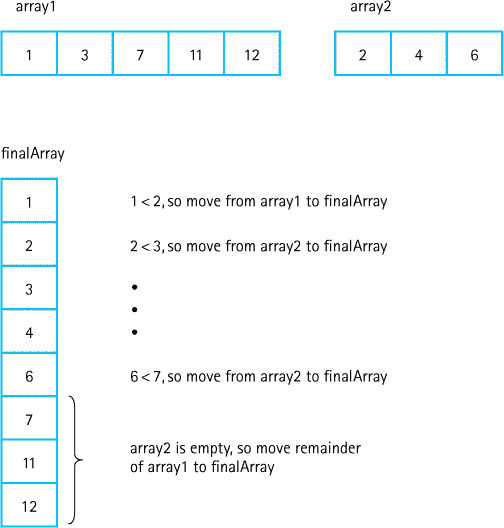 array1 array2
1 3 7 11 12 2 4 6
finalArray
1 1 < 2, so move from array1 to finalArray
2 2 < 3, so move from array2 to finalArray
3
4
6 6 < 7, so move from array2 to finalArray
7
11 array2 is empty, so move remainder
of array1 to finalArray
12